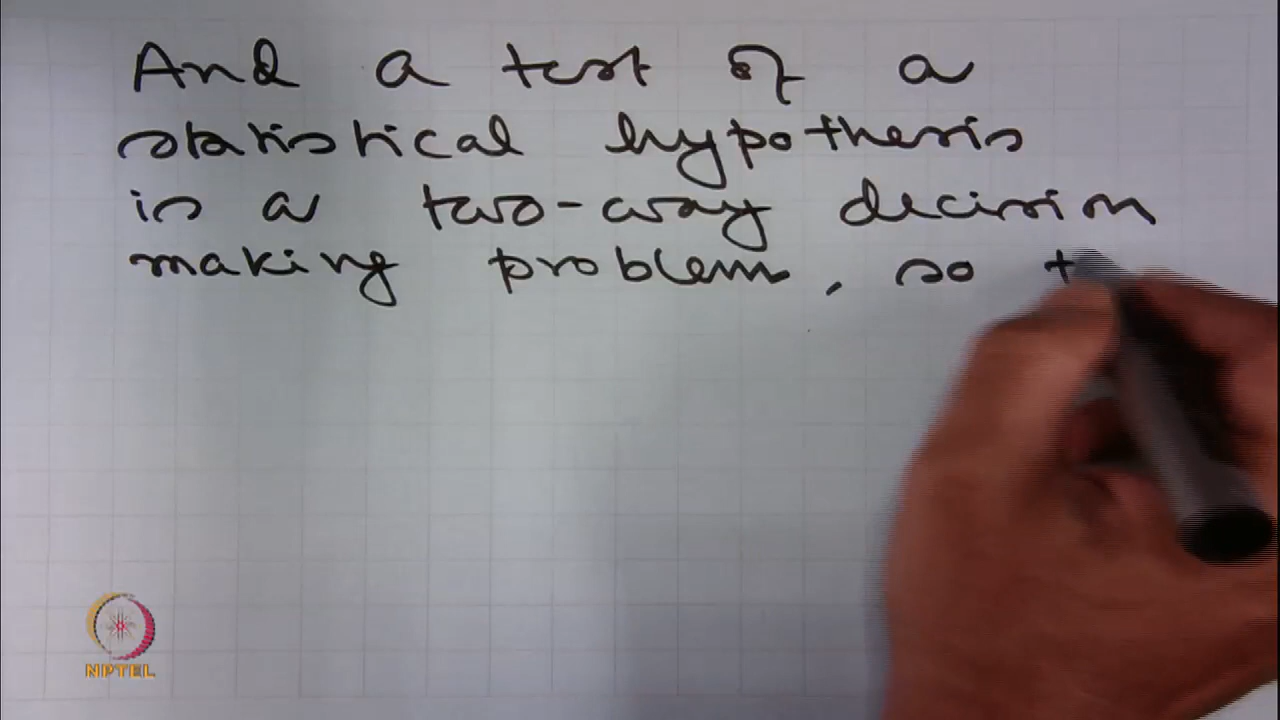 And a test of a
statistical hypothesis
is a two-way decision
making problem, so t
NPTEL